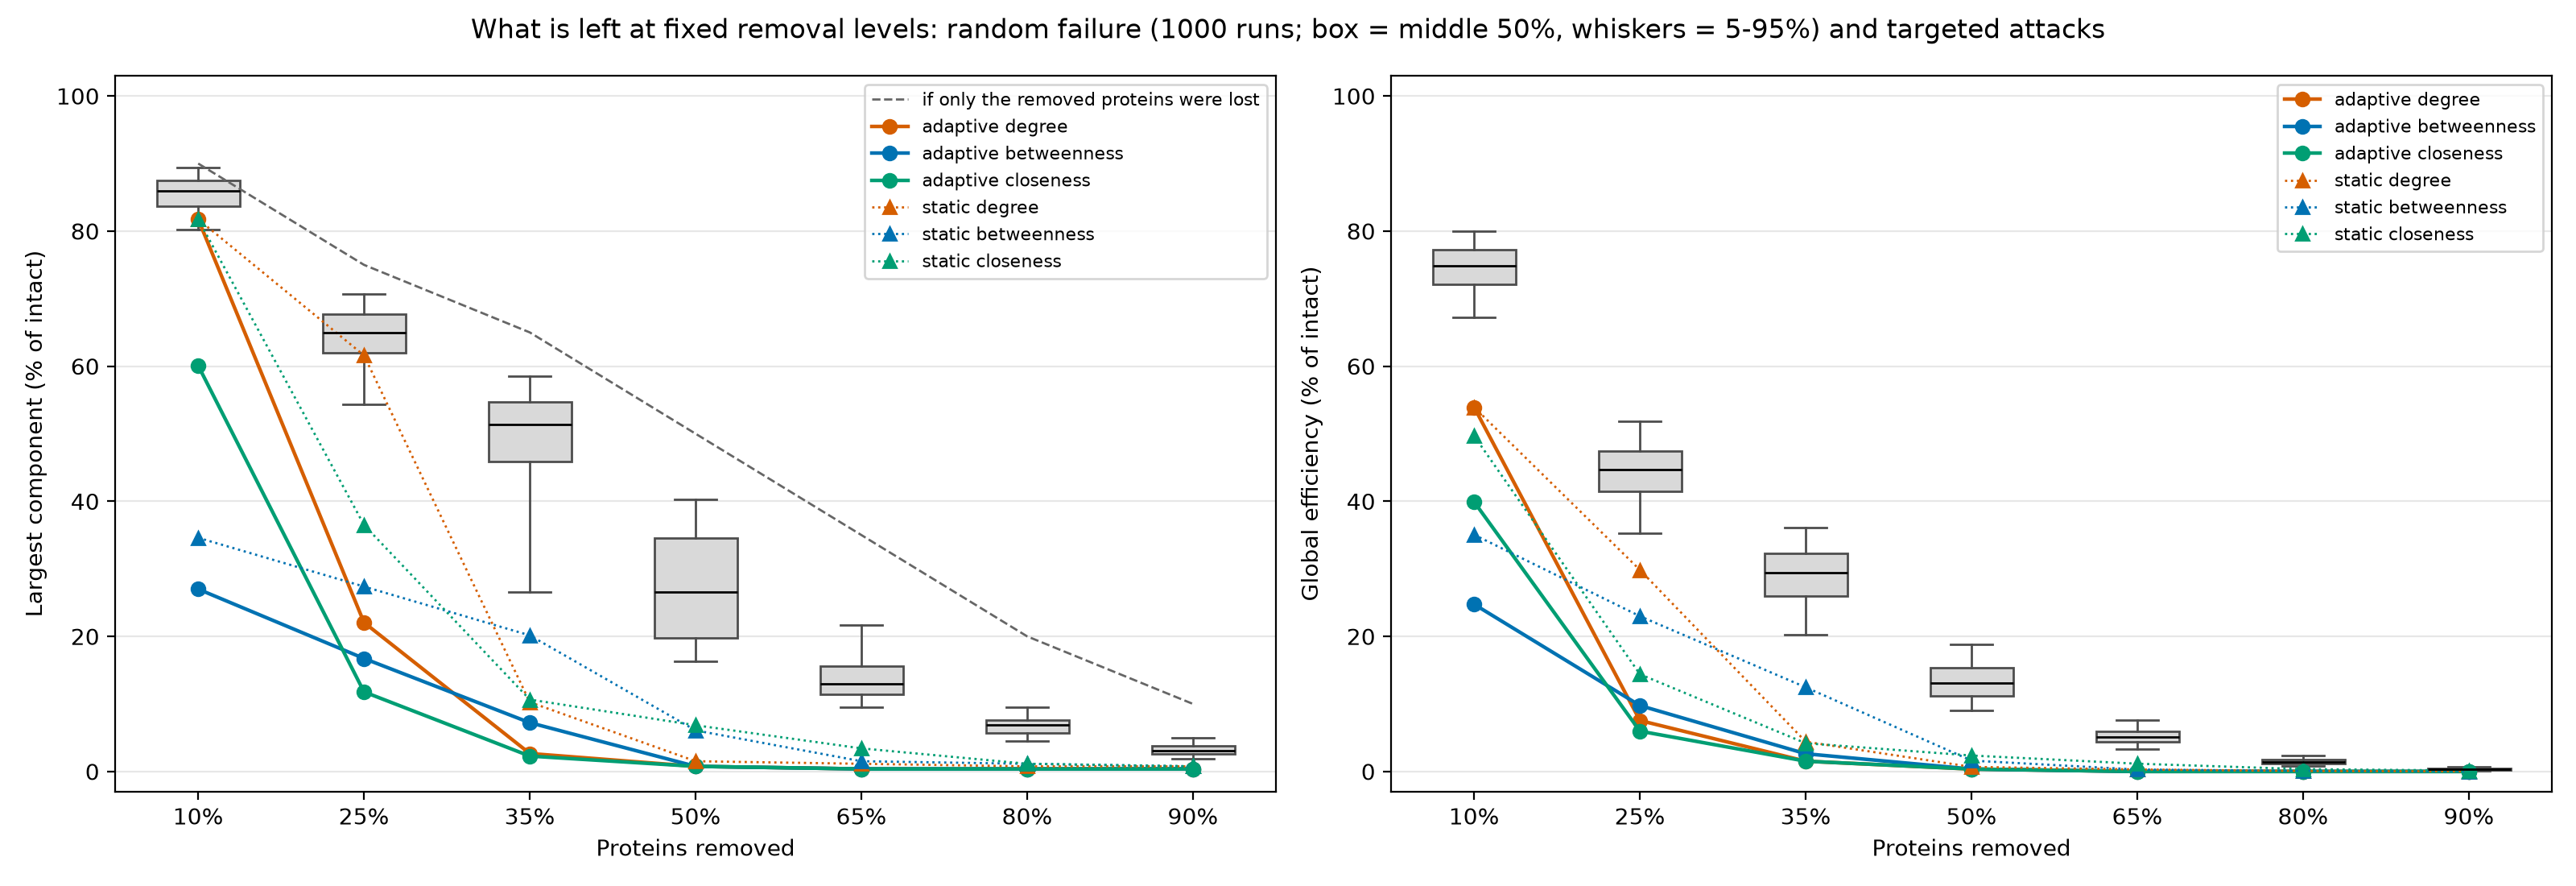 What is left at fixed removal levels: random failure (1000 runs; box = middle 50%, whiskers = 5-95%) and targeted attacks
Largest component (% of intact)
100
80
60
40
20
0
if only the removed proteins were lost
adaptive degree
adaptive betweenness
adaptive closeness
static degree
static betweenness
static closeness
10% 25% 35% 50% 65% 80% 90%
Proteins removed
Global efficiency (% of intact)
100
80
60
40
20
0
adaptive degree
adaptive betweenness
adaptive closeness
static degree
static betweenness
static closeness
10% 25% 35% 50% 65% 80% 90%
Proteins removed